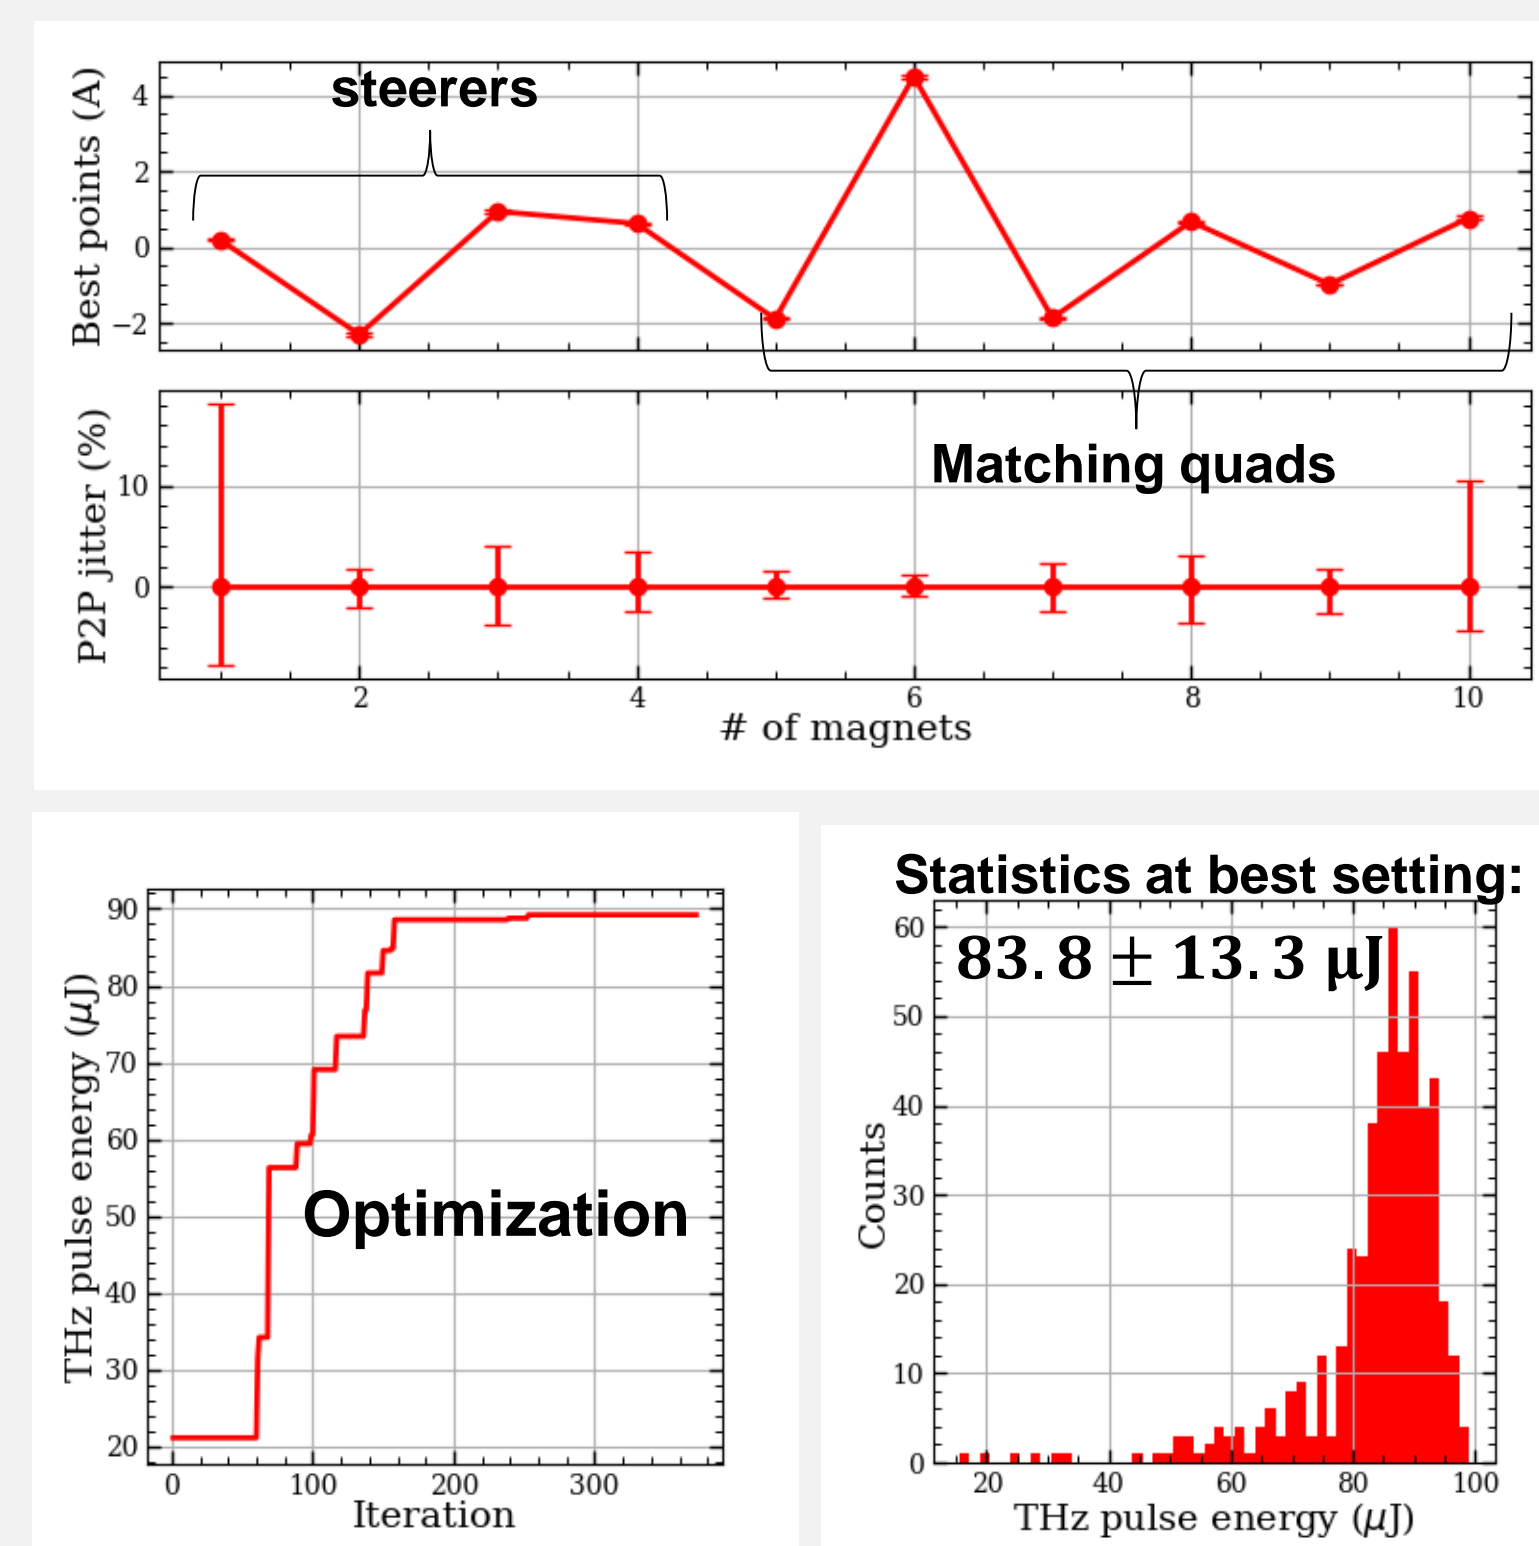 steerers
Best points (A)
4
2
0
−2
Matching quads
P2P jitter (%)
10
0
2 4 6 8 10
# of magnets
Optimization
THz pulse energy (μJ)
90
80
70
60
50
40
30
20
0 100 200 300
Iteration
Statistics at best setting:
83.8 ± 13.3 μJ
Counts
60
50
40
30
20
10
0
20 40 60 80 100
THz pulse energy (μJ)